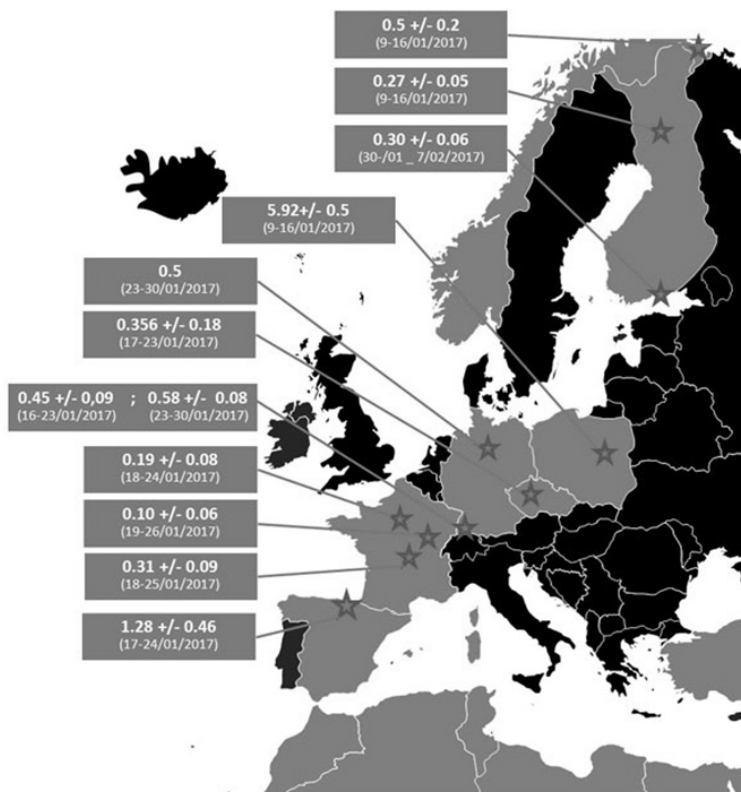 0.5 +/- 0.2
(9-16/01/2017)
0.27 +/- 0.05
(9-16/01/2017)
0.30 +/- 0.06
(30-/01 _ 7/02/2017)
5.92+/- 0.5
(9-16/01/2017)
0.5
(23-30/01/2017)
0.356 +/- 0.18
(17-23/01/2017)
0.45 +/- 0,09 ; 0.58 +/- 0.08
(16-23/01/2017) (23-30/01/2017)
0.19 +/- 0.08
(18-24/01/2017)
0.10 +/- 0.06
(19-26/01/2017)
0.31 +/- 0.09
(18-25/01/2017)
1.28 +/- 0.46
(17-24/01/2017)